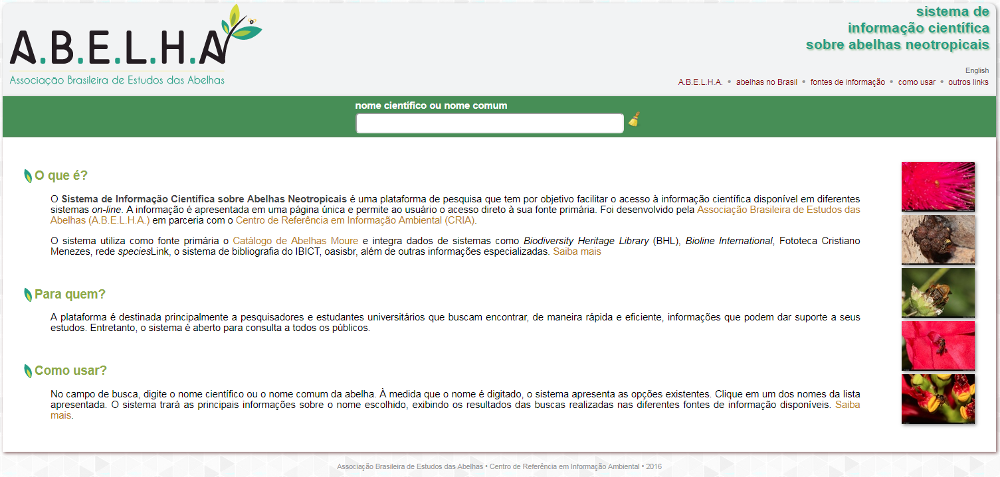 A.B.E.L.H.A
Associação Brasileira de Estudos das Abelhas
sistema de
informação científica
sobre abelhas neotropicais
English
A.B.E.L.H.A. • abelhas no Brasil • fontes de informação • como usar • outros links
nome científico ou nome comum
O que é?
O Sistema de Informação Científica sobre Abelhas Neotropicais é uma plataforma de pesquisa que tem por objetivo facilitar o acesso à informação científica disponível em diferentes
sistemas on-line. A informação é apresentada em uma página única e permite ao usuário o acesso direto à sua fonte primária. Foi desenvolvido pela Associação Brasileira de Estudos das
Abelhas (A.B.E.L.H.A.) em parceria com o Centro de Referência em Informação Ambiental (CRIA).
O sistema utiliza como fonte primária o Catálogo de Abelhas Moure e integra dados de sistemas como Biodiversity Heritage Library (BHL), Bioline International, Fototeca Cristiano
Menezes, rede speciesLink, o sistema de bibliografia do IBICT, oasisbr, além de outras informações especializadas. Saiba mais
Para quem?
A plataforma é destinada principalmente a pesquisadores e estudantes universitários que buscam encontrar, de maneira rápida e eficiente, informações que podem dar suporte a seus
estudos. Entretanto, o sistema é aberto para consulta a todos os públicos.
Como usar?
No campo de busca, digite o nome científico ou o nome comum da abelha. À medida que o nome é digitado, o sistema apresenta as opções existentes. Clique em um dos nomes da lista
apresentada. O sistema trará as principais informações sobre o nome escolhido, exibindo os resultados das buscas realizadas nas diferentes fontes de informação disponíveis. Saiba
mais.
Associação Brasileira de Estudos das Abelhas • Centro de Referência em Informação Ambiental • 2016